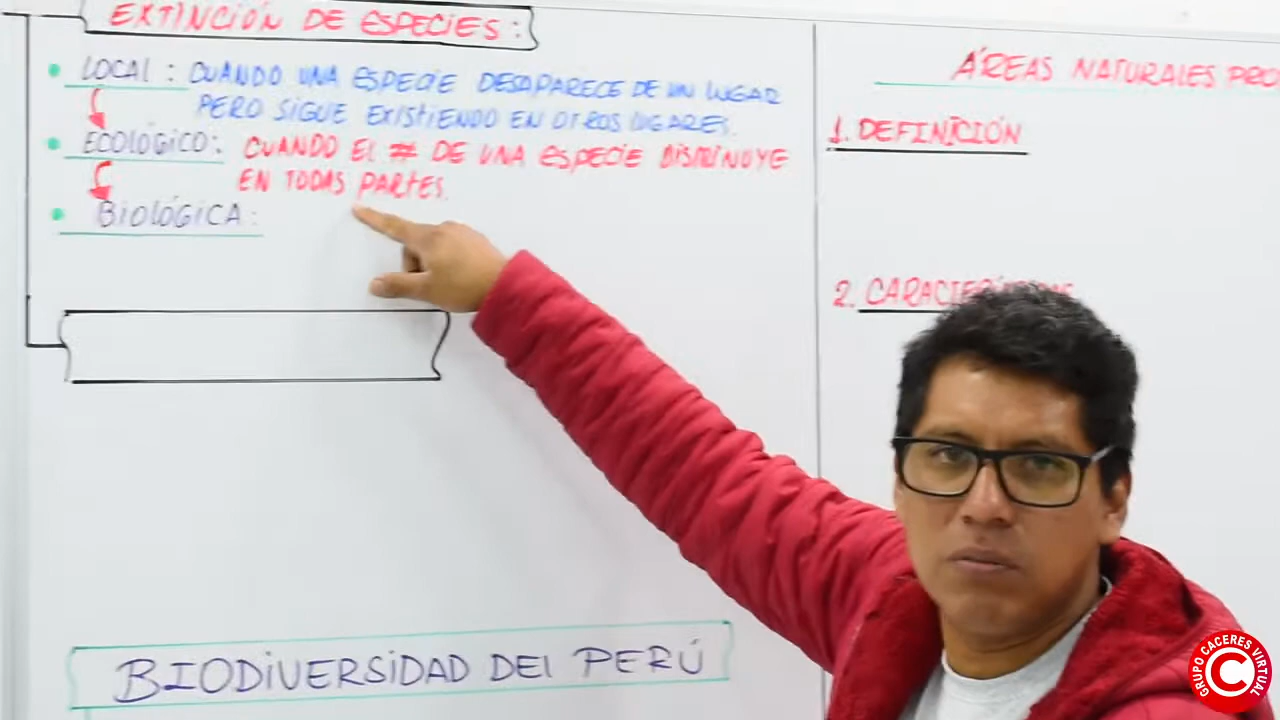 EXTINCIÓN DE ESPECIES:
• LOCAL: CUANDO UNA ESPECIE DESAPARECE DE UN LUGAR
PERO SIGUE EXISTIENDO EN OTROS LUGARES.
• ECOLÓGICO: CUANDO EL # DE UNA ESPECIE DISMINUYE
EN TODAS PARTES.
• BIOLÓGICA:
BIODIVERSIDAD DEL PERÚ
ÁREAS NATURALES PRO
1. DEFINICIÓN
2.
GRUPO CACERES VIRTUAL
C